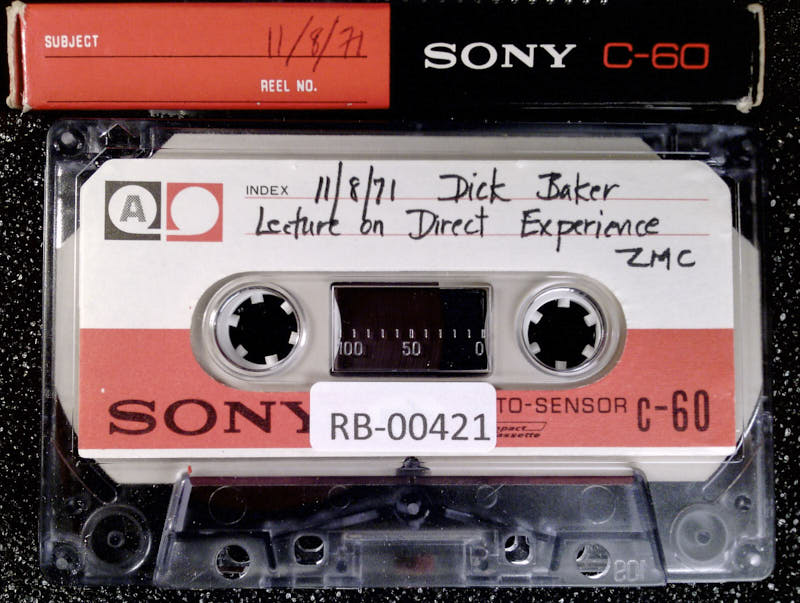 SUBJECT 11/8/71
REEL NO.
SONY C-60
A INDEX 11/8/71 Dick Baker
Lecture on Direct Experience
ZMC
100 50 0
SONY TO-SENSOR C-60
RB-00421